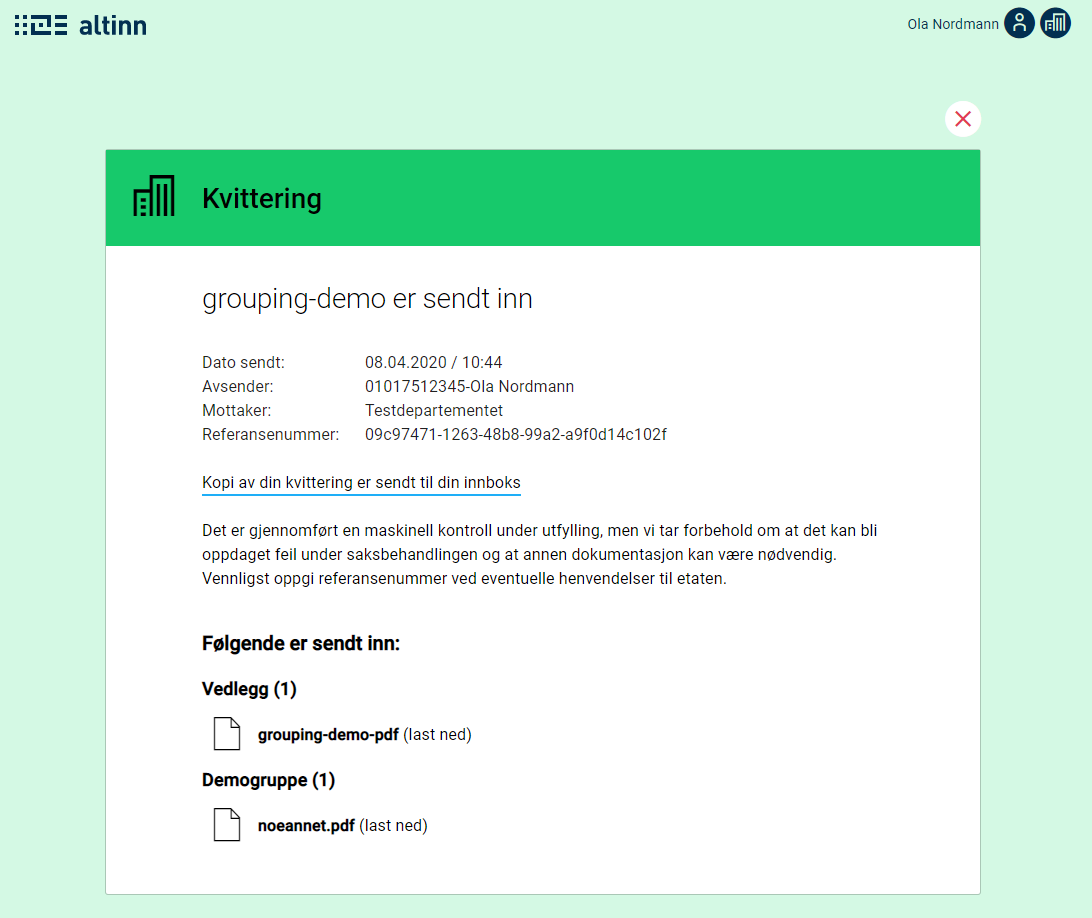 altinn
Ola Nordmann
Kvittering
grouping-demo er sendt inn
Dato sendt: 08.04.2020 / 10:44
Avsender: 01017512345-Ola Nordmann
Mottaker: Testdepartementet
Referansenummer: 09c97471-1263-48b8-99a2-a9f0d14c102f
Kopi av din kvittering er sendt til din innboks
Det er gjennomført en maskinell kontroll under utfylling, men vi tar forbehold om at det kan bli
oppdaget feil under saksbehandlingen og at annen dokumentasjon kan være nødvendig.
Vennligst oppgi referansenummer ved eventuelle henvendelser til etaten.
Følgende er sendt inn:
Vedlegg (1)
grouping-demo-pdf (last ned)
Demogruppe (1)
noeannet.pdf (last ned)